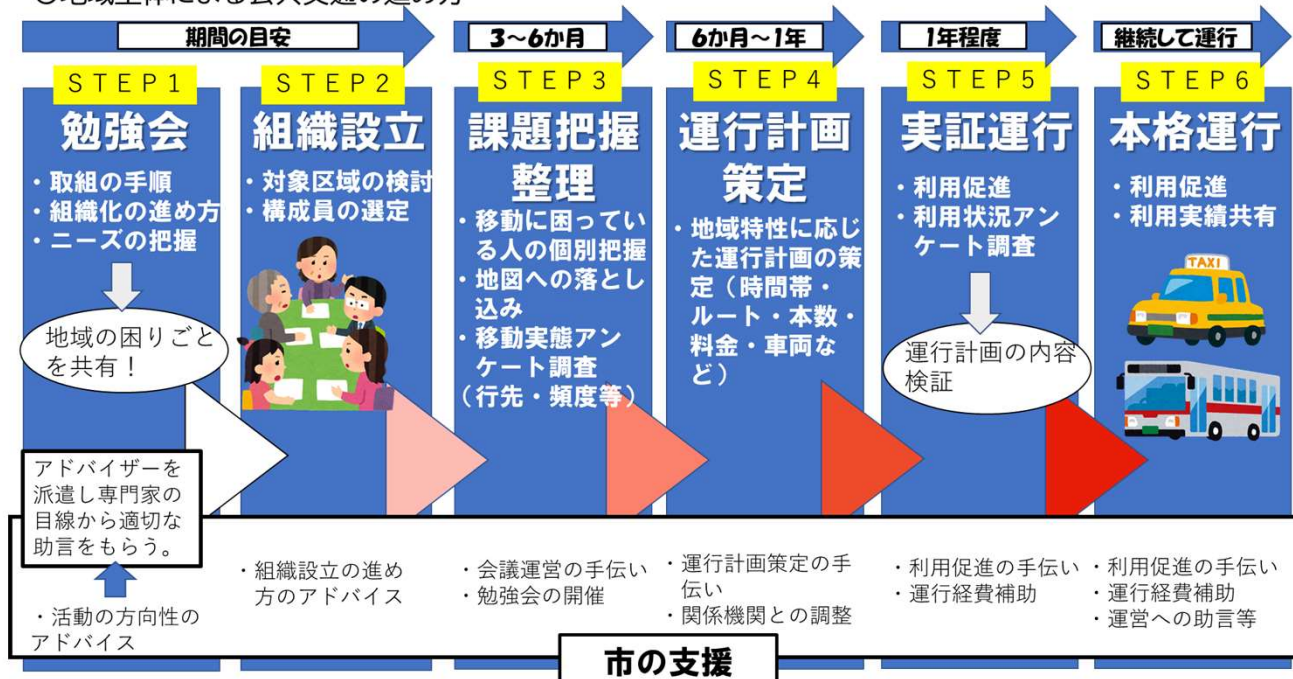 〇地域主体による公共交通の進め方
期間の目安
3～6か月
6か月～1年
1年程度
継続して運行
STEP1
勉強会
・取組の手順
・組織化の進め方
・ニーズの把握
地域の困りごと
を共有！
アドバイザーを
派遣し専門家の
目線から適切な
助言をもらう。
・活動の方向性の
アドバイス
STEP2
組織設立
・対象区域の検討
・構成員の選定
・組織設立の進め
方のアドバイス
STEP3
課題把握
整理
・移動に困ってい
る人の個別把握
・地図への落とし
込み
・移動実態アン
ケート調査
（行先・頻度等）
・会議運営の手伝い
・勉強会の開催
STEP4
運行計画
策定
・地域特性に応じ
た運行計画の策
定（時間帯・
ルート・本数・
料金・車両な
ど）
・運行計画策定の手
伝い
・関係機関との調整
STEP5
実証運行
・利用促進
・利用状況アン
ケート調査
運行計画の内容
検証
・利用促進の手伝い
・運行経費補助
STEP6
本格運行
・利用促進
・利用実績共有
TAXI
・利用促進の手伝い
・運行経費補助
・運営への助言等
市の支援